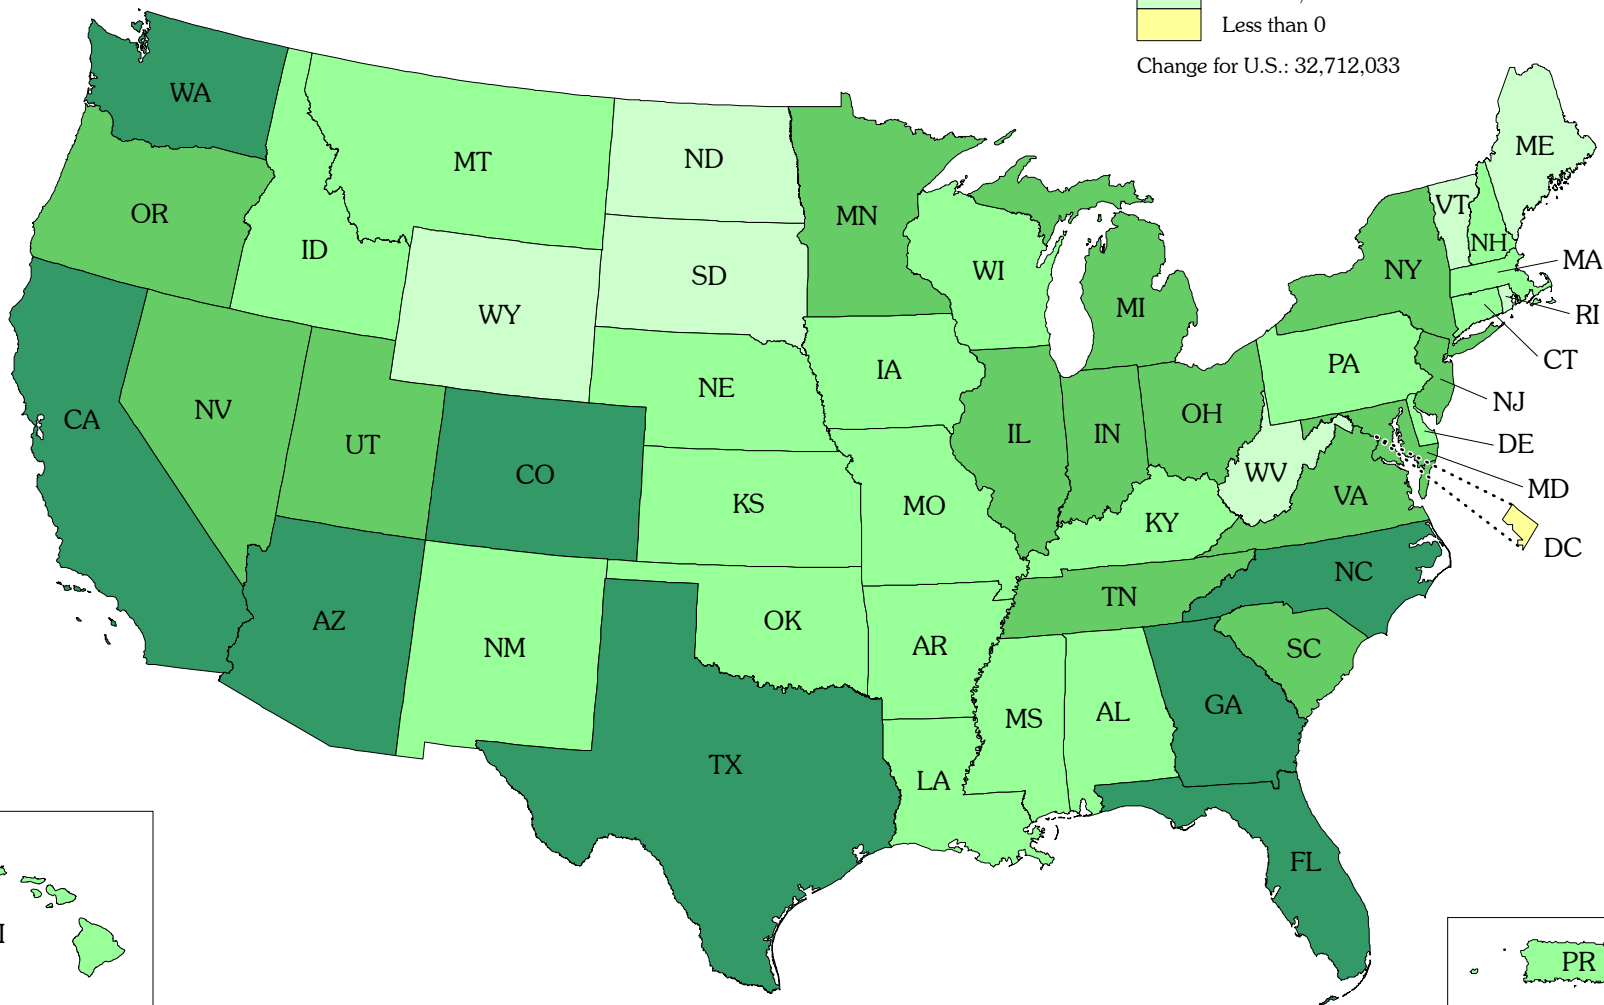 Less than 0
Change for U.S.: 32,712,033
WA
MT
ND
ME
OR
MN
VT
ID
NH
WI
NY
MA
SD
WY
MI
RI
PA
CT
IA
NE
NJ
NV
OH
CA
IL
IN
UT
DE
CO
WV
MD
VA
KS
MO
KY
DC
NC
TN
AZ
OK
NM
AR
SC
GA
MS
AL
TX
LA
FL
PR